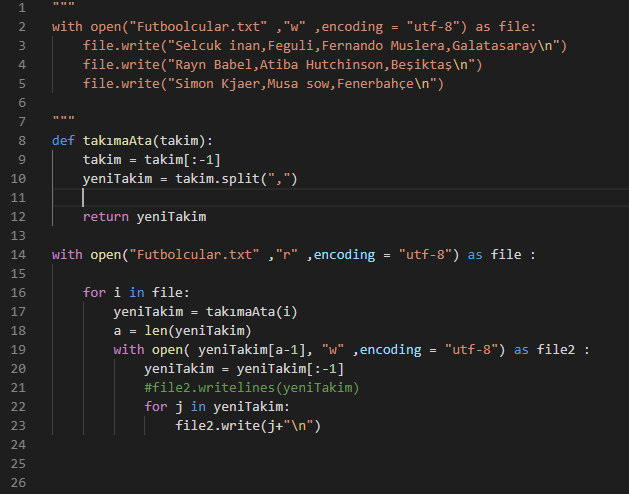 1 """
2 with open("Futboolcular.txt" ,"w" ,encoding = "utf-8") as file:
3     file.write("Selcuk inan,Feguli,Fernando Muslera,Galatasaray\n")
4     file.write("Rayn Babel,Atiba Hutchinson,Beşiktaş\n")
5     file.write("Simon Kjaer,Musa sow,Fenerbahçe\n")
6
7 """
8 def takımaAta(takim):
9     takim = takim[:-1]
10     yeniTakim = takim.split(",")
11
12     return yeniTakim
13
14 with open("Futbolcular.txt" ,"r" ,encoding = "utf-8") as file :
15
16     for i in file:
17         yeniTakim = takımaAta(i)
18         a = len(yeniTakim)
19         with open( yeniTakim[a-1], "w" ,encoding = "utf-8") as file2 :
20             yeniTakim = yeniTakim[:-1]
21             #file2.writelines(yeniTakim)
22             for j in yeniTakim:
23                 file2.write(j+"\n")
24
25
26